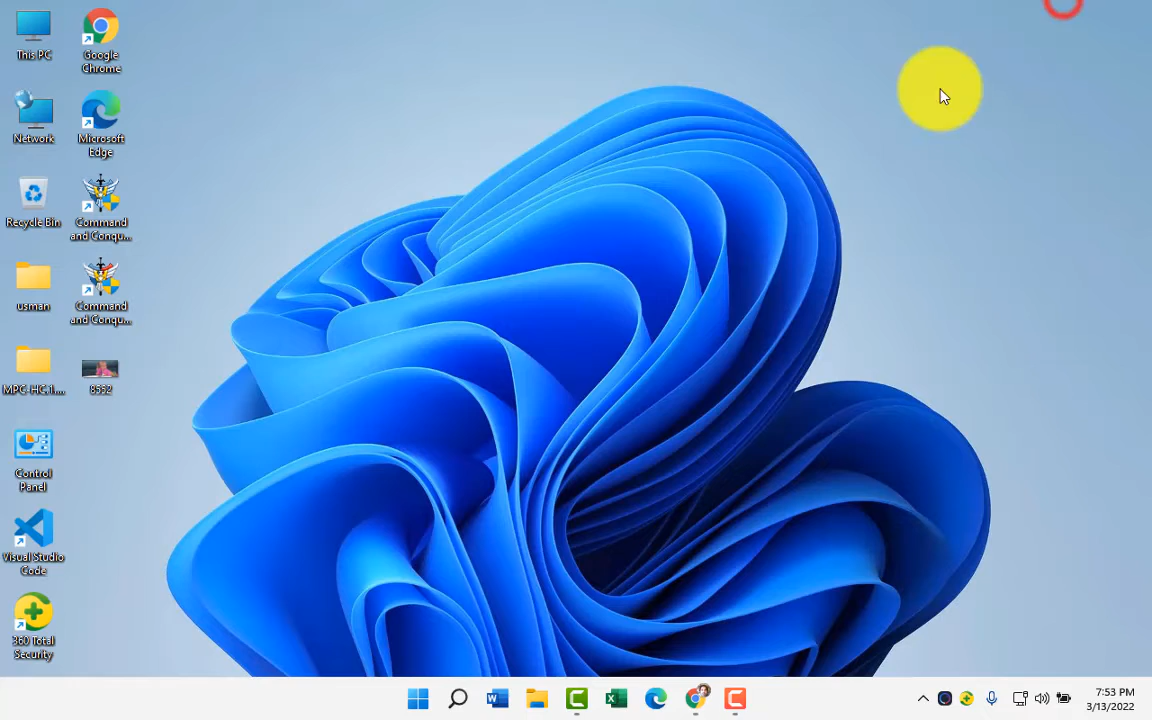 This PC
Google
Chrome
Network
Microsoft
Edge
Recycle Bin
Command
and Conqu...
usman
Command
and Conqu...
MPC-HC.1....
8552
Control
Panel
Visual Studio
Code
360 Total
Security
7:53 PM
3/13/2022